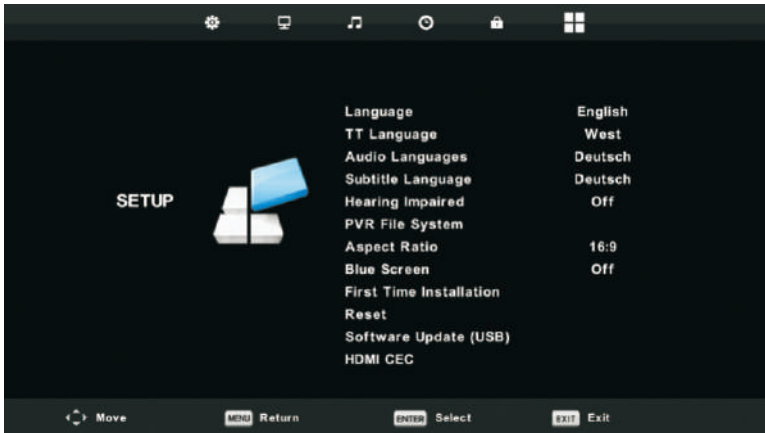 SETUP
Language English
TT Language West
Audio Languages Deutsch
Subtitle Language Deutsch
Hearing Impaired Off
PVR File System
Aspect Ratio 16:9
Blue Screen Off
First Time Installation
Reset
Software Update (USB)
HDMI CEC
Move MENU Return ENTER Select EXIT Exit